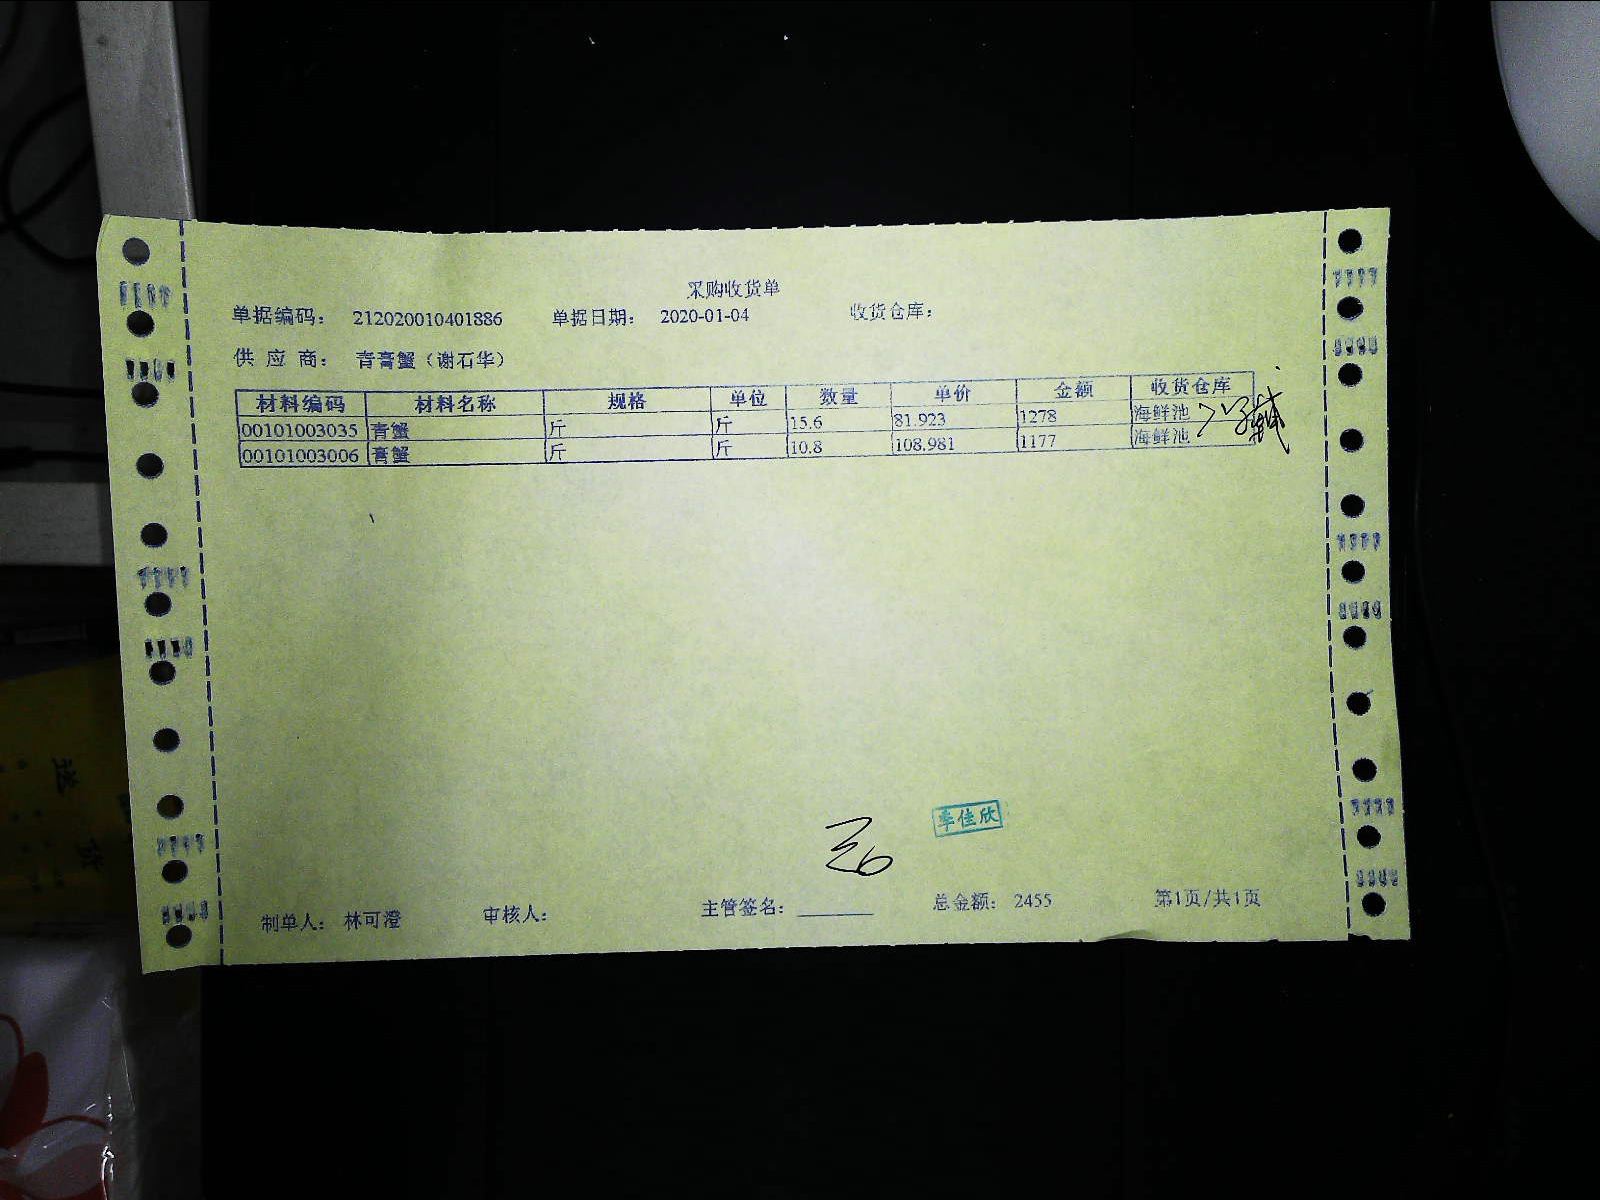 采购收货单
单据编码： 212020010401886 单据日期： 2020-01-04 收货仓库：
供 应 商： 青膏蟹（谢石华）
材料编码 材料名称 规格 单位 数量 单价 金额 收货仓库
00101003035 青蟹 斤 斤 15.6 81.923 1278 海鲜池
00101003006 膏蟹 斤 斤 10.8 108.981 1177 海鲜池
李佳欣
制单人： 林可澄 审核人： 主管签名： 总金额： 2455 第1页/共1页
送
货